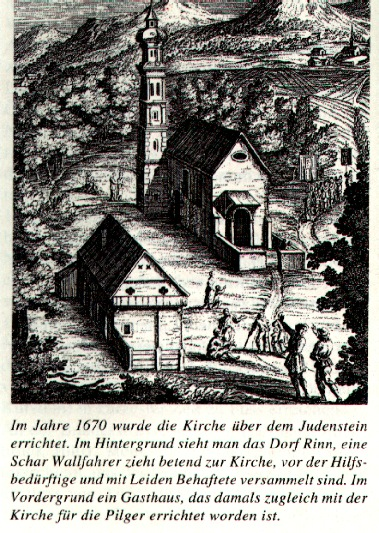 Im Jahre 1670 wurde die Kirche über dem Judenstein
errichtet. Im Hintergrund sieht man das Dorf Rinn, eine
Schar Wallfahrer zieht betend zur Kirche, vor der Hilfs-
bedürftige und mit Leiden Behaftete versammelt sind. Im
Vordergrund ein Gasthaus, das damals zugleich mit der
Kirche für die Pilger errichtet worden ist.